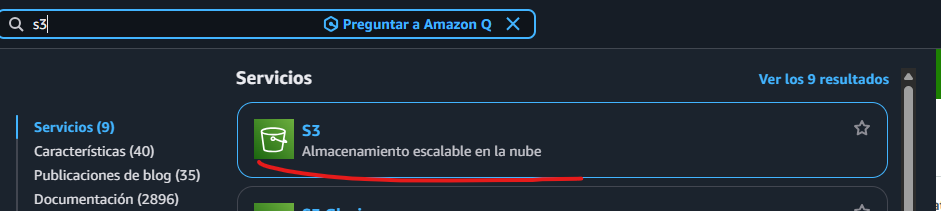 s3
Preguntar a Amazon Q
Servicios
Ver los 9 resultados
Servicios (9)
Características (40)
Publicaciones de blog (35)
Documentación (2896)
S3
Almacenamiento escalable en la nube